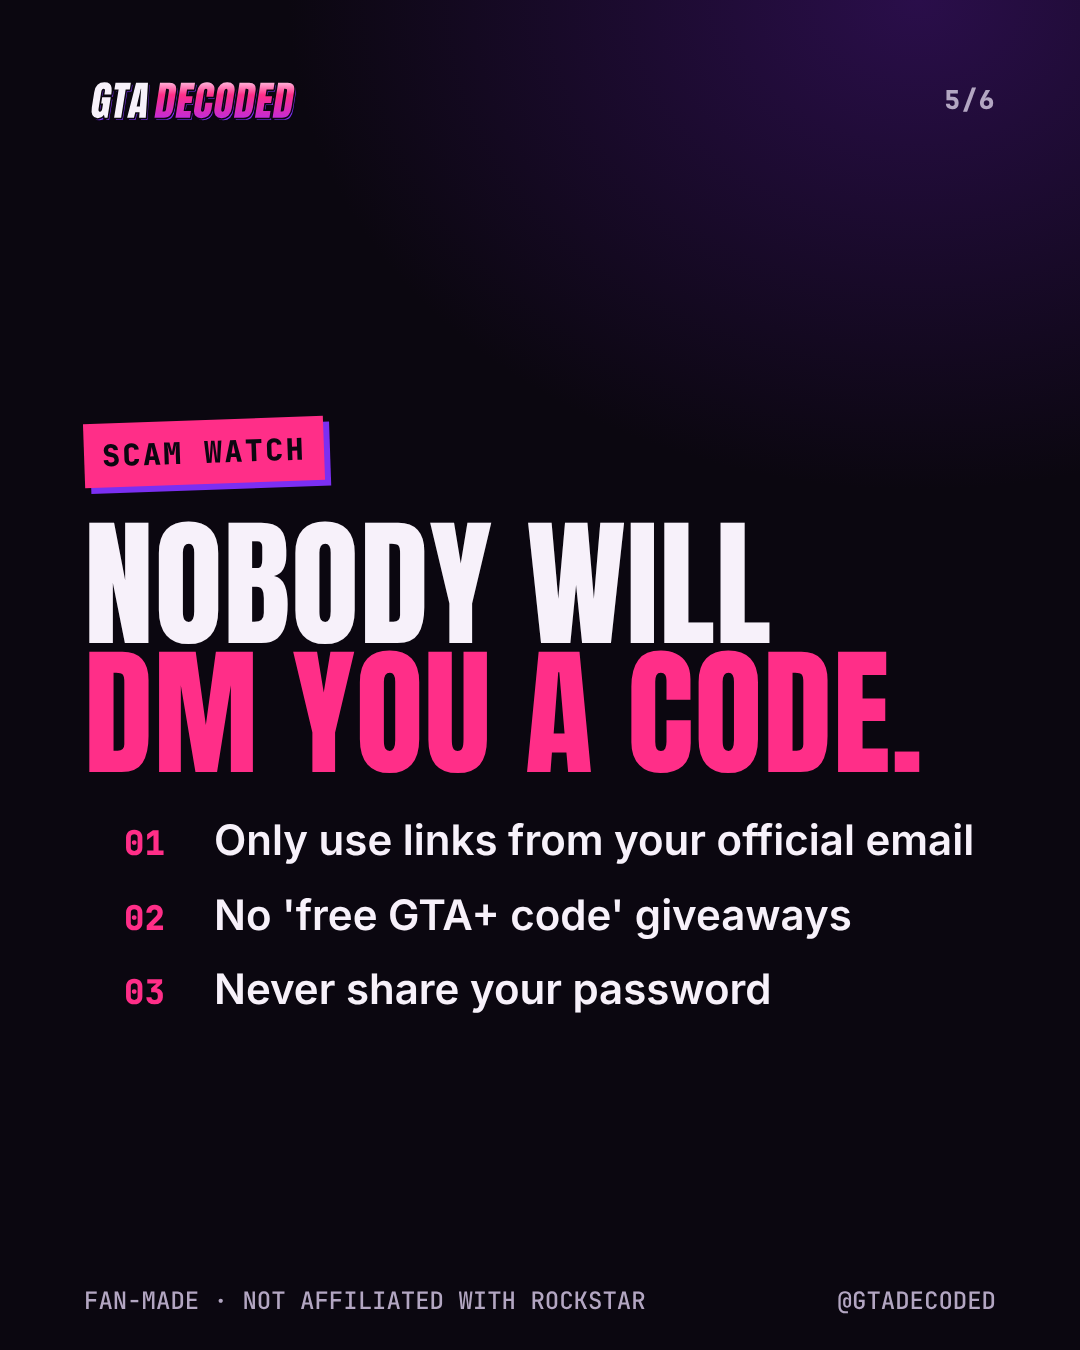 GTA DECODED
5/6
SCAM WATCH
NOBODY WILL
DM YOU A CODE.
01 Only use links from your official email
02 No 'free GTA+ code' giveaways
03 Never share your password
FAN-MADE · NOT AFFILIATED WITH ROCKSTAR
@GTADECODED